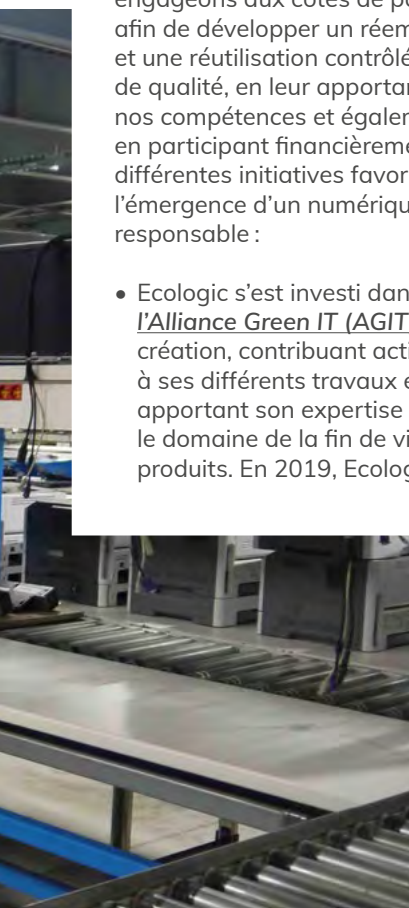 engageons aux côtés de pa
afin de développer un réem
et une réutilisation contrôlé
de qualité, en leur apportan
nos compétences et égaler
en participant financièreme
différentes initiatives favor
l’émergence d’un numériqu
responsable :
• Ecologic s’est investi dan
l’Alliance Green IT (AGIT
création, contribuant acti
à ses différents travaux e
apportant son expertise
le domaine de la fin de vi
produits. En 2019, Ecolog